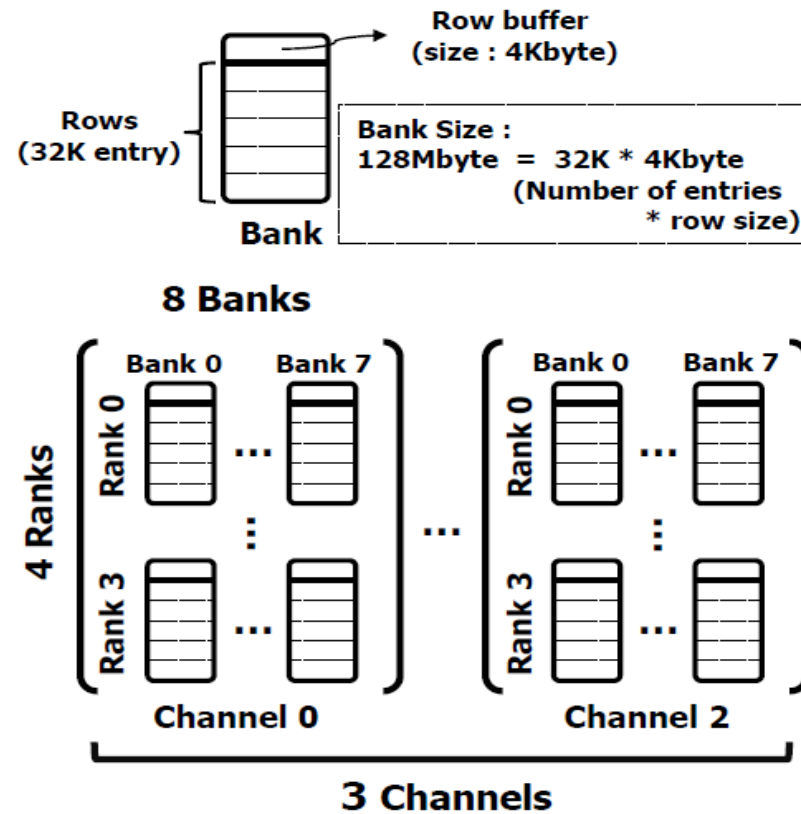 Row buffer
(size : 4Kbyte)
Rows
(32K entry)
Bank Size :
128Mbyte = 32K * 4Kbyte
(Number of entries
* row size)
Bank
8 Banks
Bank 0 Bank 7 Bank 0 Bank 7
Rank 0 ... Rank 0 ...
4 Ranks
... ... ...
Rank 3 ... Rank 3 ...
Channel 0 Channel 2
3 Channels